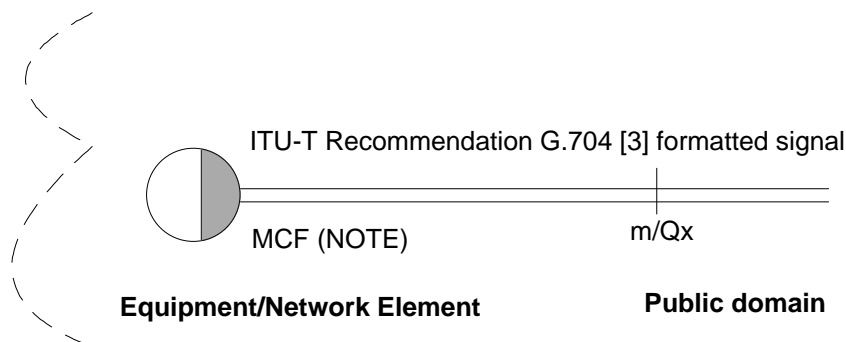 ITU-T Recommendation G.704 [3] formatted signal
MCF (NOTE)
m/Qx
Equipment/Network Element
Public domain